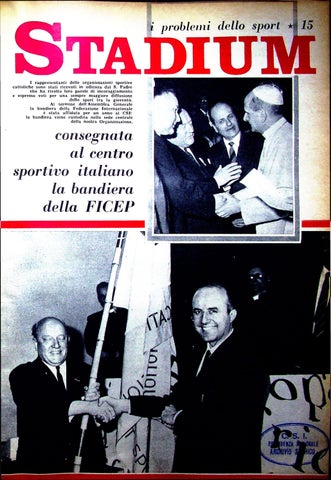 i problemi dello sport ★ 15
STADIUM
I rappresentanti delle organizzazioni sportive
cattoliche sono stati ricevuti in udienza dal S. Padre
che ha rivolto loro parole di incoraggiamento
e espresso voti per una sempre maggiore diffusione
dello sport tra la gioventù.
Al termine dell'Assemblea Generale
la bandiera della Federazione Internazionale
è stata affidata per un anno al CSI
la bandiera viene custodita nella sede centrale
della nostra Organizzazione.
consegnata
al centro
sportivo italiano
la bandiera
della FICEP
C. S. I.
PRESIDENZA NAZIONALE
ARCHIVIO STORICO